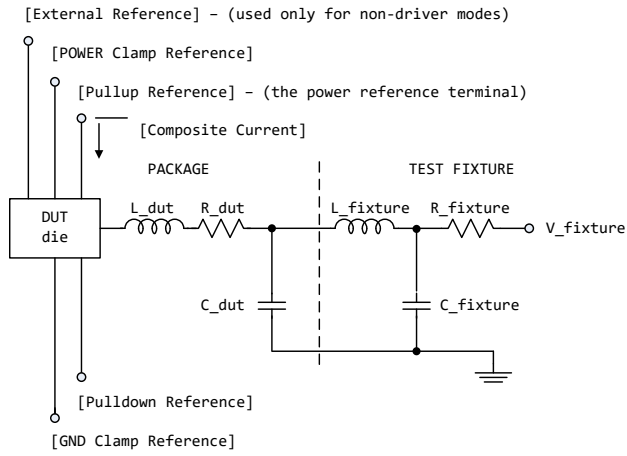 [External Reference] – (used only for non-driver modes)
[POWER Clamp Reference]
[Pullup Reference] – (the power reference terminal)
[Composite Current]
PACKAGE
TEST FIXTURE
DUT
die
L_dut
R_dut
L_fixture
R_fixture
V_fixture
C_dut
C_fixture
[Pulldown Reference]
[GND Clamp Reference]